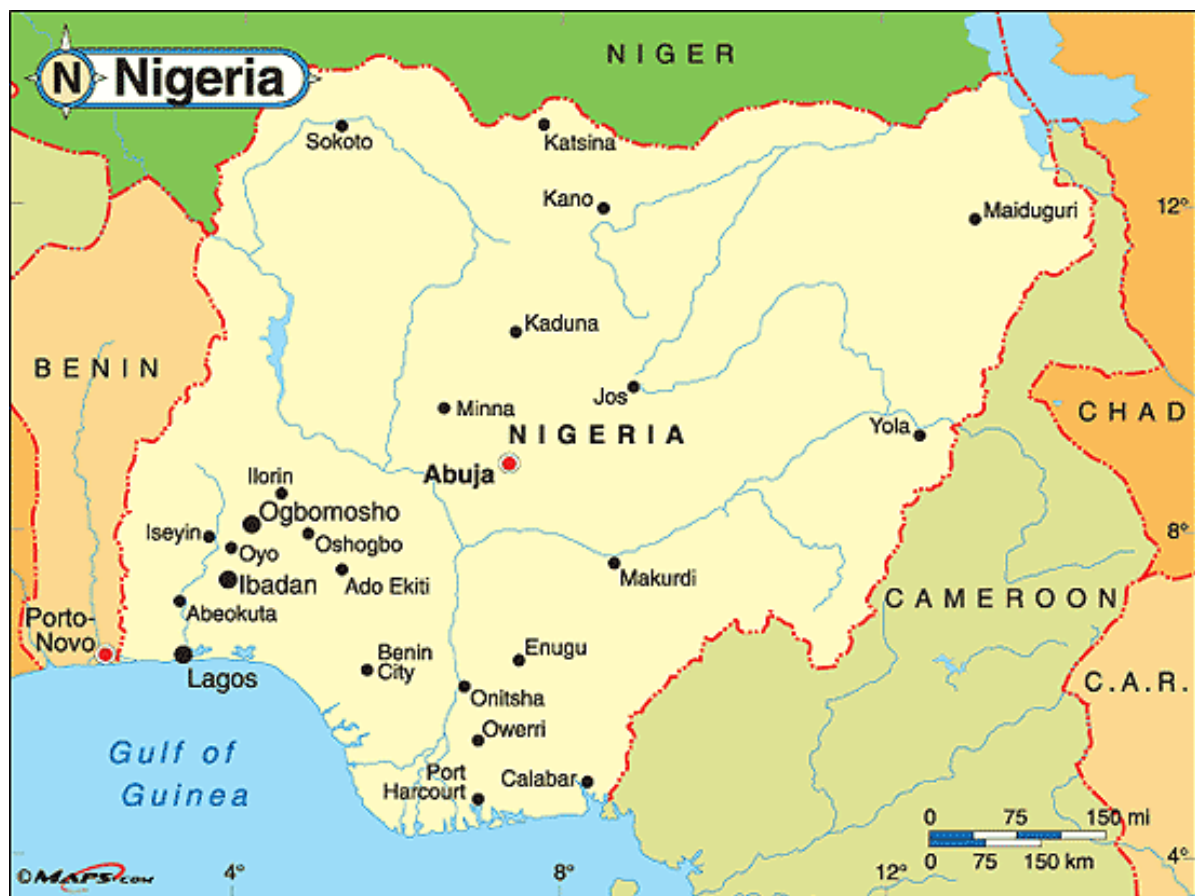 N Nigeria
NIGER
Sokoto
Katsina
Kano
Maiduguri
12°
Kaduna
BENIN
Jos
Minna
CHAD
NIGERIA
Yola
Abuja
Ilorin
Ogbomosho
Iseyin
Oshogbo
8°
Oyo
Ibadan
Ado Ekiti
Makurdi
CAMEROON
Abeokuta
Porto-
Novo
Enugu
Benin
City
Lagos
C.A.R.
Onitsha
Owerri
Gulf of
Guinea
Port
Harcourt
Calabar
0 75 150 mi
0 75 150 km
4°
©MAPS.COM
4° 8° 12°